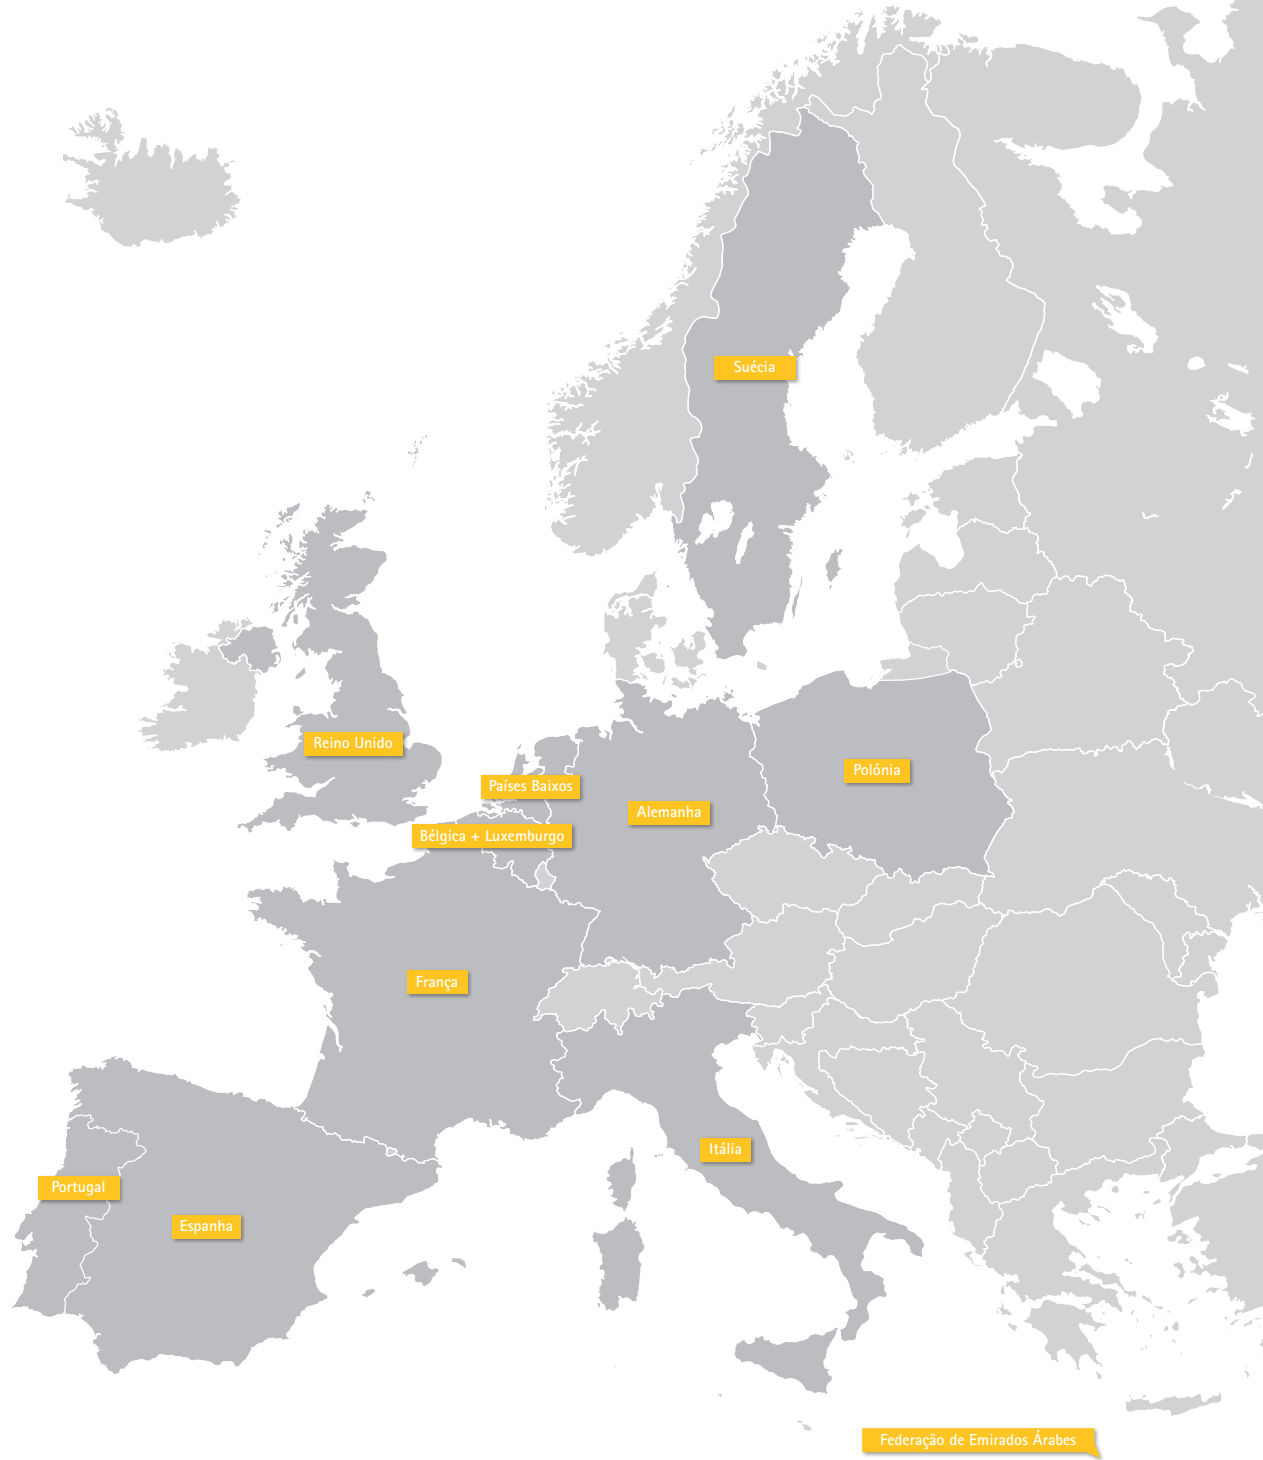 Suécia
Reino Unido
Polónia
Países Baixos
Alemanha
Bélgica + Luxemburgo
França
Itália
Portugal
Espanha
Federação de Emirados Árabes